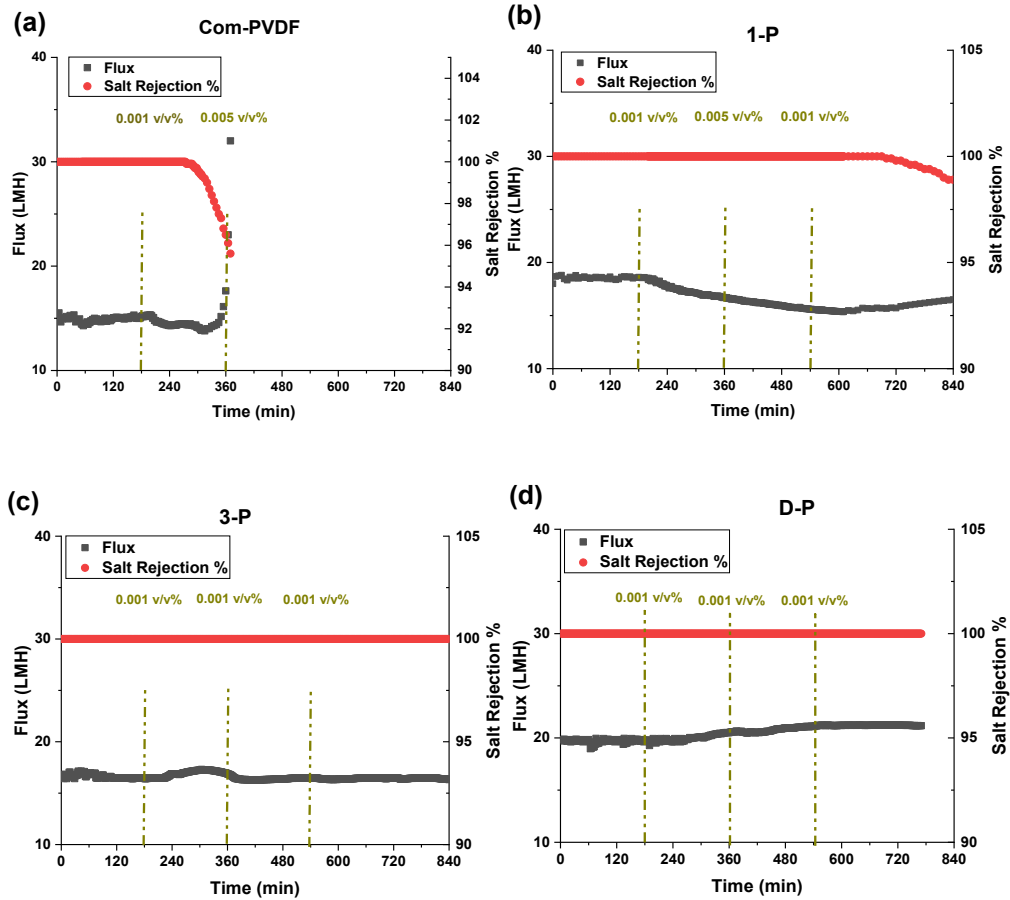 (a)
Com-PVDF
Flux
Salt Rejection %
0.001 v/v%
0.005 v/v%
40
30
20
10
Flux (LMH)
104
102
100
98
96
94
92
90
Salt Rejection %
0
120
240
360
480
600
720
840
Time (min)
(b)
1-P
Flux
Salt Rejection %
0.001 v/v%
0.005 v/v%
0.001 v/v%
40
30
20
10
Flux (LMH)
105
100
95
90
Salt Rejection %
0
120
240
360
480
600
720
840
Time (min)
(c)
3-P
Flux
Salt Rejection %
0.001 v/v%
0.001 v/v%
0.001 v/v%
40
30
20
10
Flux (LMH)
105
100
95
90
Salt Rejection %
0
120
240
360
480
600
720
840
Time (min)
(d)
D-P
Flux
Salt Rejection %
0.001 v/v%
0.001 v/v%
0.001 v/v%
40
30
20
10
Flux (LMH)
105
100
95
90
Salt Rejection %
0
120
240
360
480
600
720
840
Time (min)